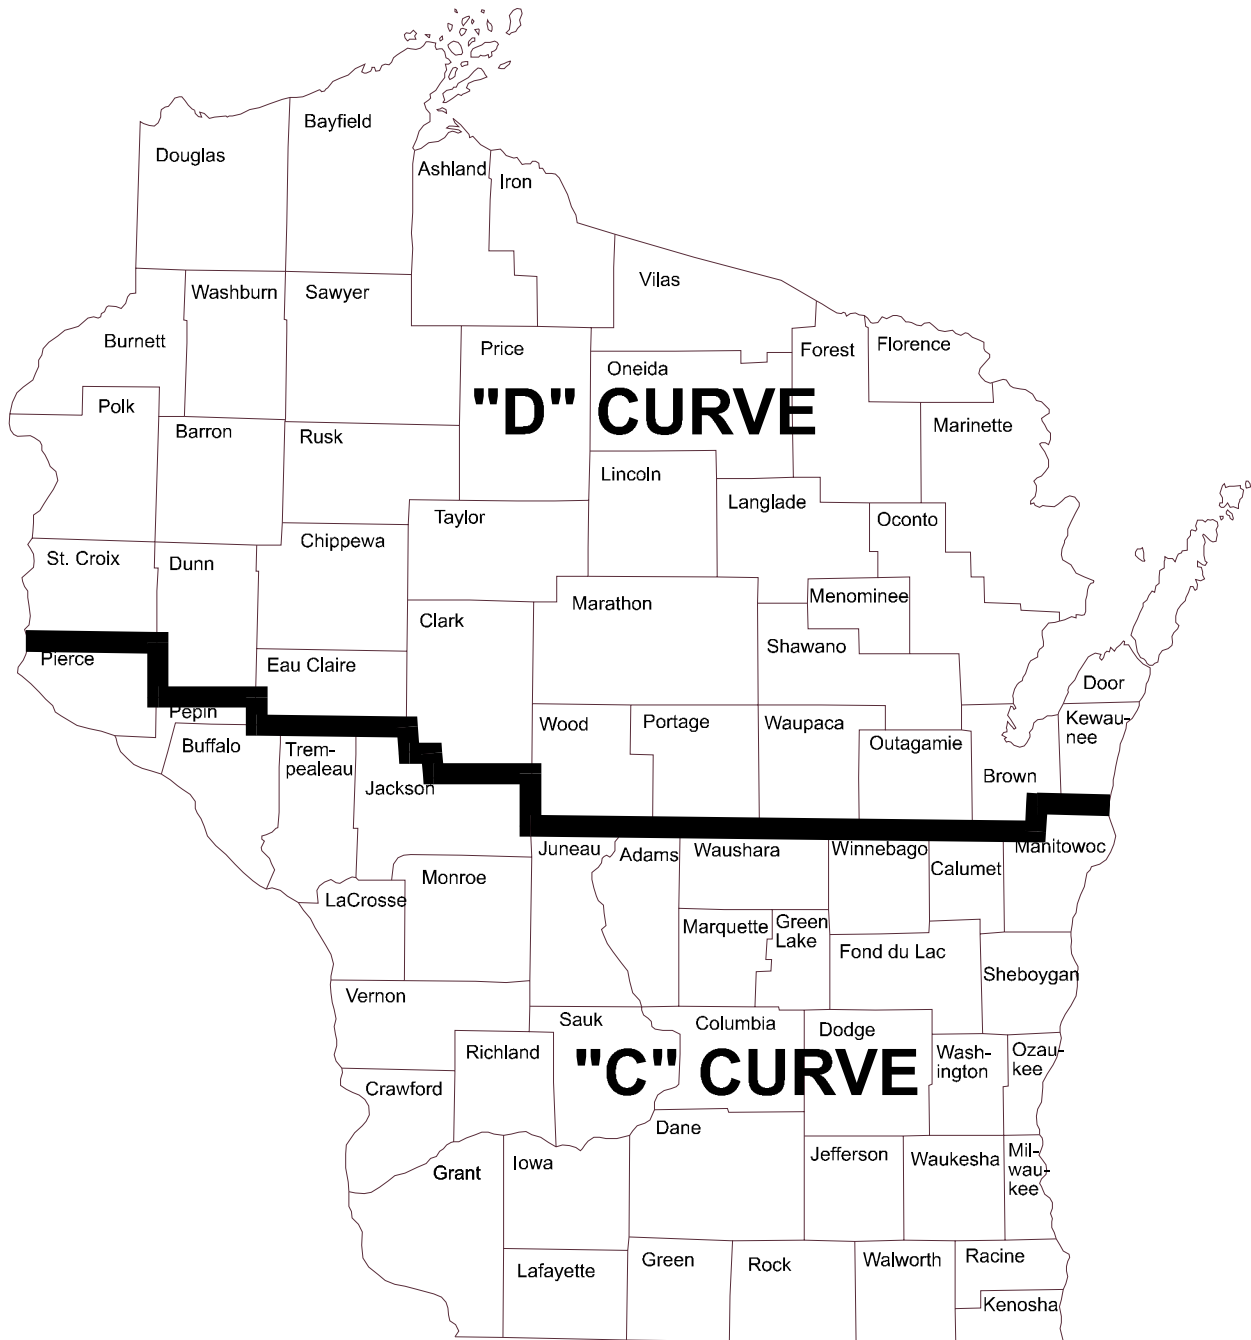 Bayfield
Douglas
Ashland
Iron
Vilas
Washburn
Sawyer
Burnett
Price
Forest
Florence
Oneida
Polk
"D" CURVE
Barron
Rusk
Marinette
Lincoln
Langlade
Taylor
Oconto
Chippewa
St. Croix
Dunn
Marathon
Menominee
Clark
Shawano
Pierce
Eau Claire
Door
Pepin
Wood
Portage
Waupaca
Kewau-
nee
Buffalo
Trem-
pealeau
Outagamie
Brown
Jackson
Juneau
Adams
Waushara
Winnebago
Manitowoc
Calumet
Monroe
LaCrosse
Marquette
Green
Lake
Fond du Lac
Sheboygan
Vernon
Sauk
Columbia
Dodge
Richland
"C" CURVE
Wash-
ington
Ozau-
kee
Crawford
Dane
Grant
Iowa
Jefferson
Waukesha
Mil-
wau-
kee
Lafayette
Green
Rock
Walworth
Racine
Kenosha